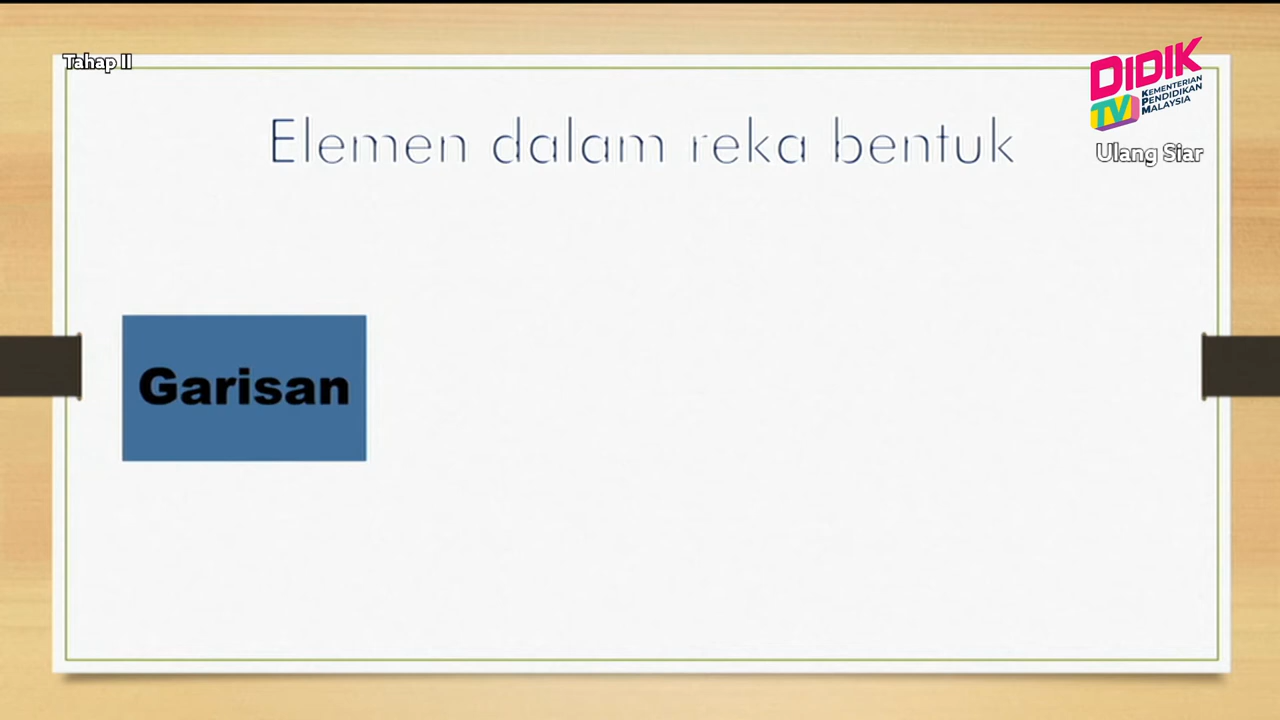 Tahap II
DIDIK
TV
KEMENTERIAN
PENDIDIKAN
MALAYSIA
Elemen dalam reka bentuk
Ulang Siar
Garisan